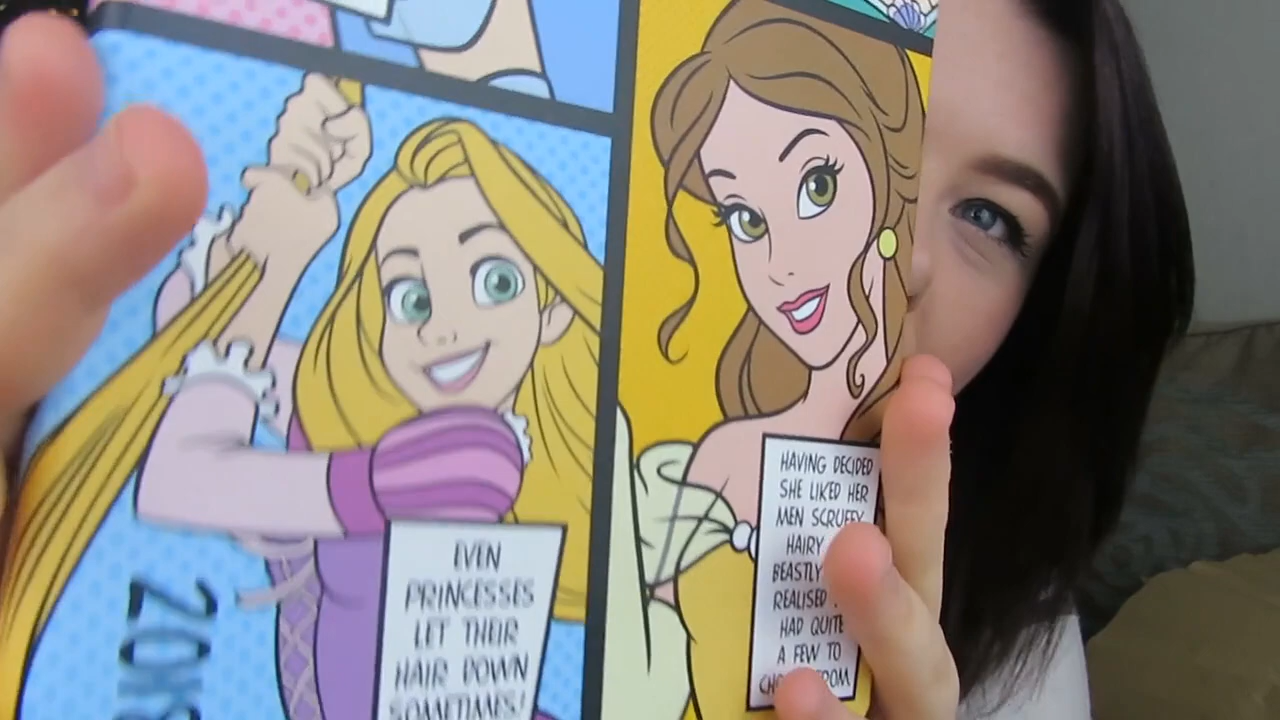 EVEN
PRINCESSES
LET THEIR
HAIR DOWN
SOMETIMES!
HAVING DECIDED
SHE LIKED HER
MEN SCRUFFY
HAIRY
BEASTLY
REALISED
HAD QUITE
A FEW TO